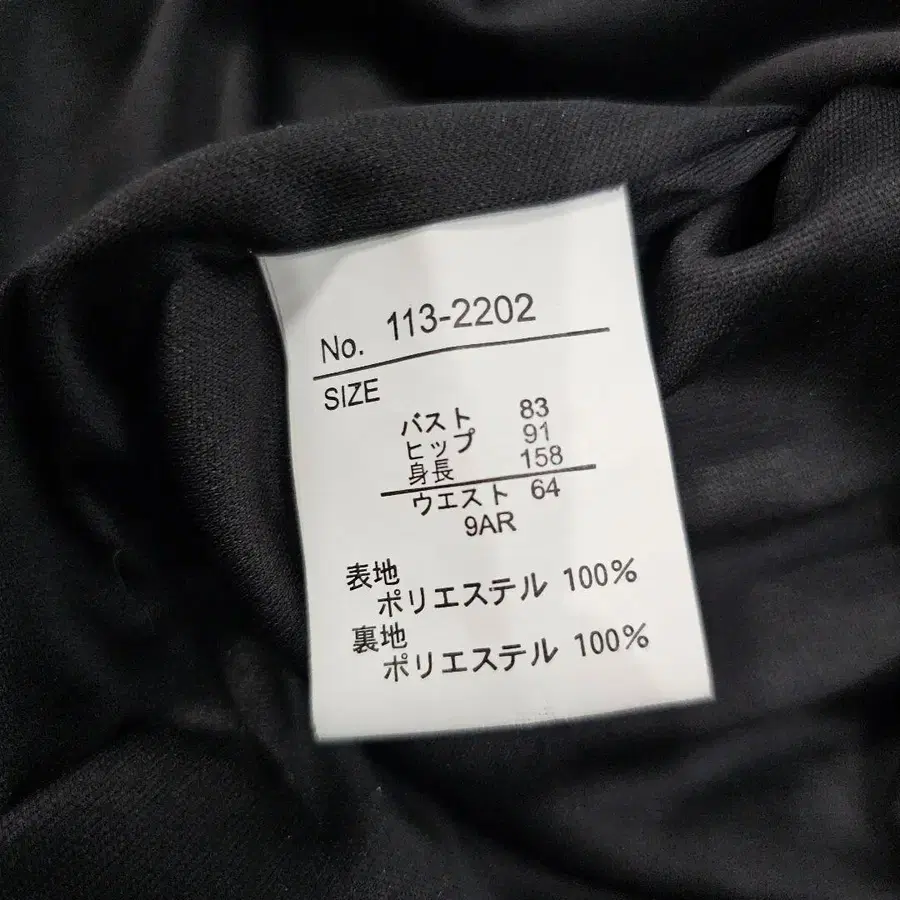 No. 113-2202
SIZE
バスト 83
ヒップ 91
身長 158
ウエスト 64
9AR
表地
ポリエステル 100%
裏地
ポリエステル 100%